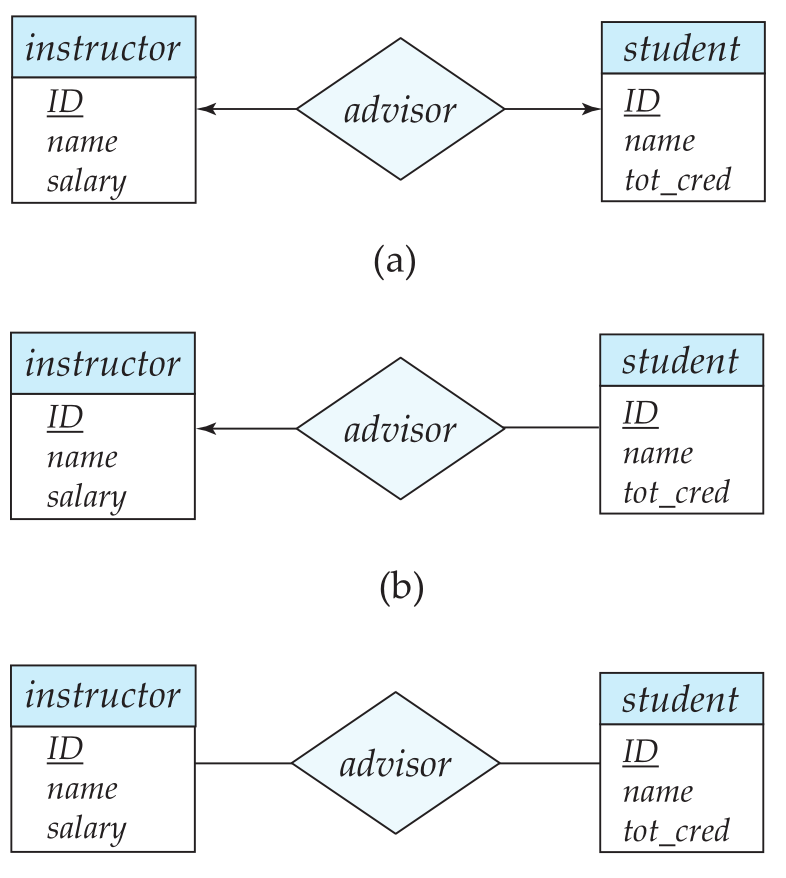 instructor
ID
name
salary
advisor
student
ID
name
tot_cred
(a)
instructor
ID
name
salary
advisor
student
ID
name
tot_cred
(b)
instructor
ID
name
salary
advisor
student
ID
name
tot_cred